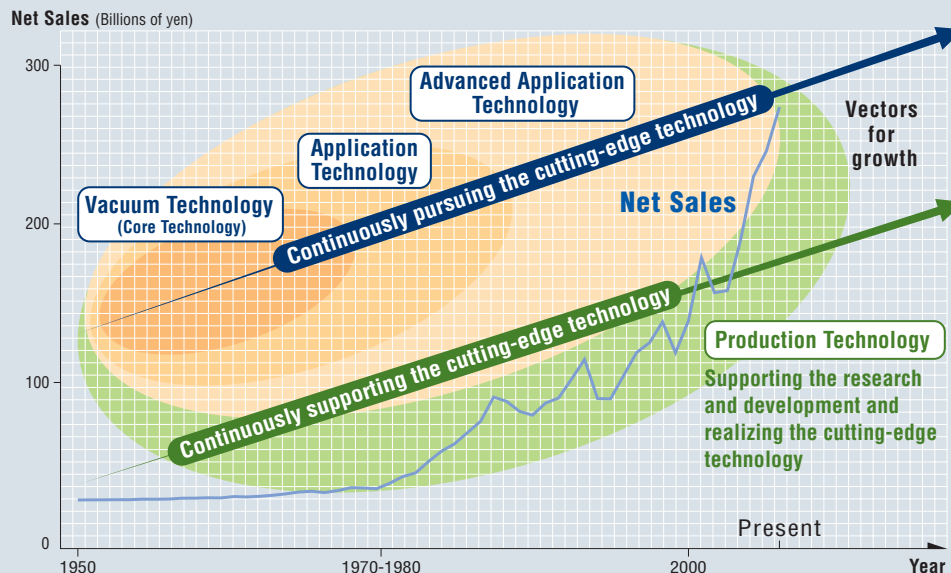 Net Sales (Billions of yen)
300
200
100
0
Advanced Application
Technology
Application
Technology
Vacuum Technology
(Core Technology)
Continuously pursuing the cutting-edge technology
Vectors
for
growth
Net Sales
Continuously supporting the cutting-edge technology
Production Technology
Supporting the research
and development and
realizing the cutting-edge
technology
Present
1950
1970-1980
2000
Year